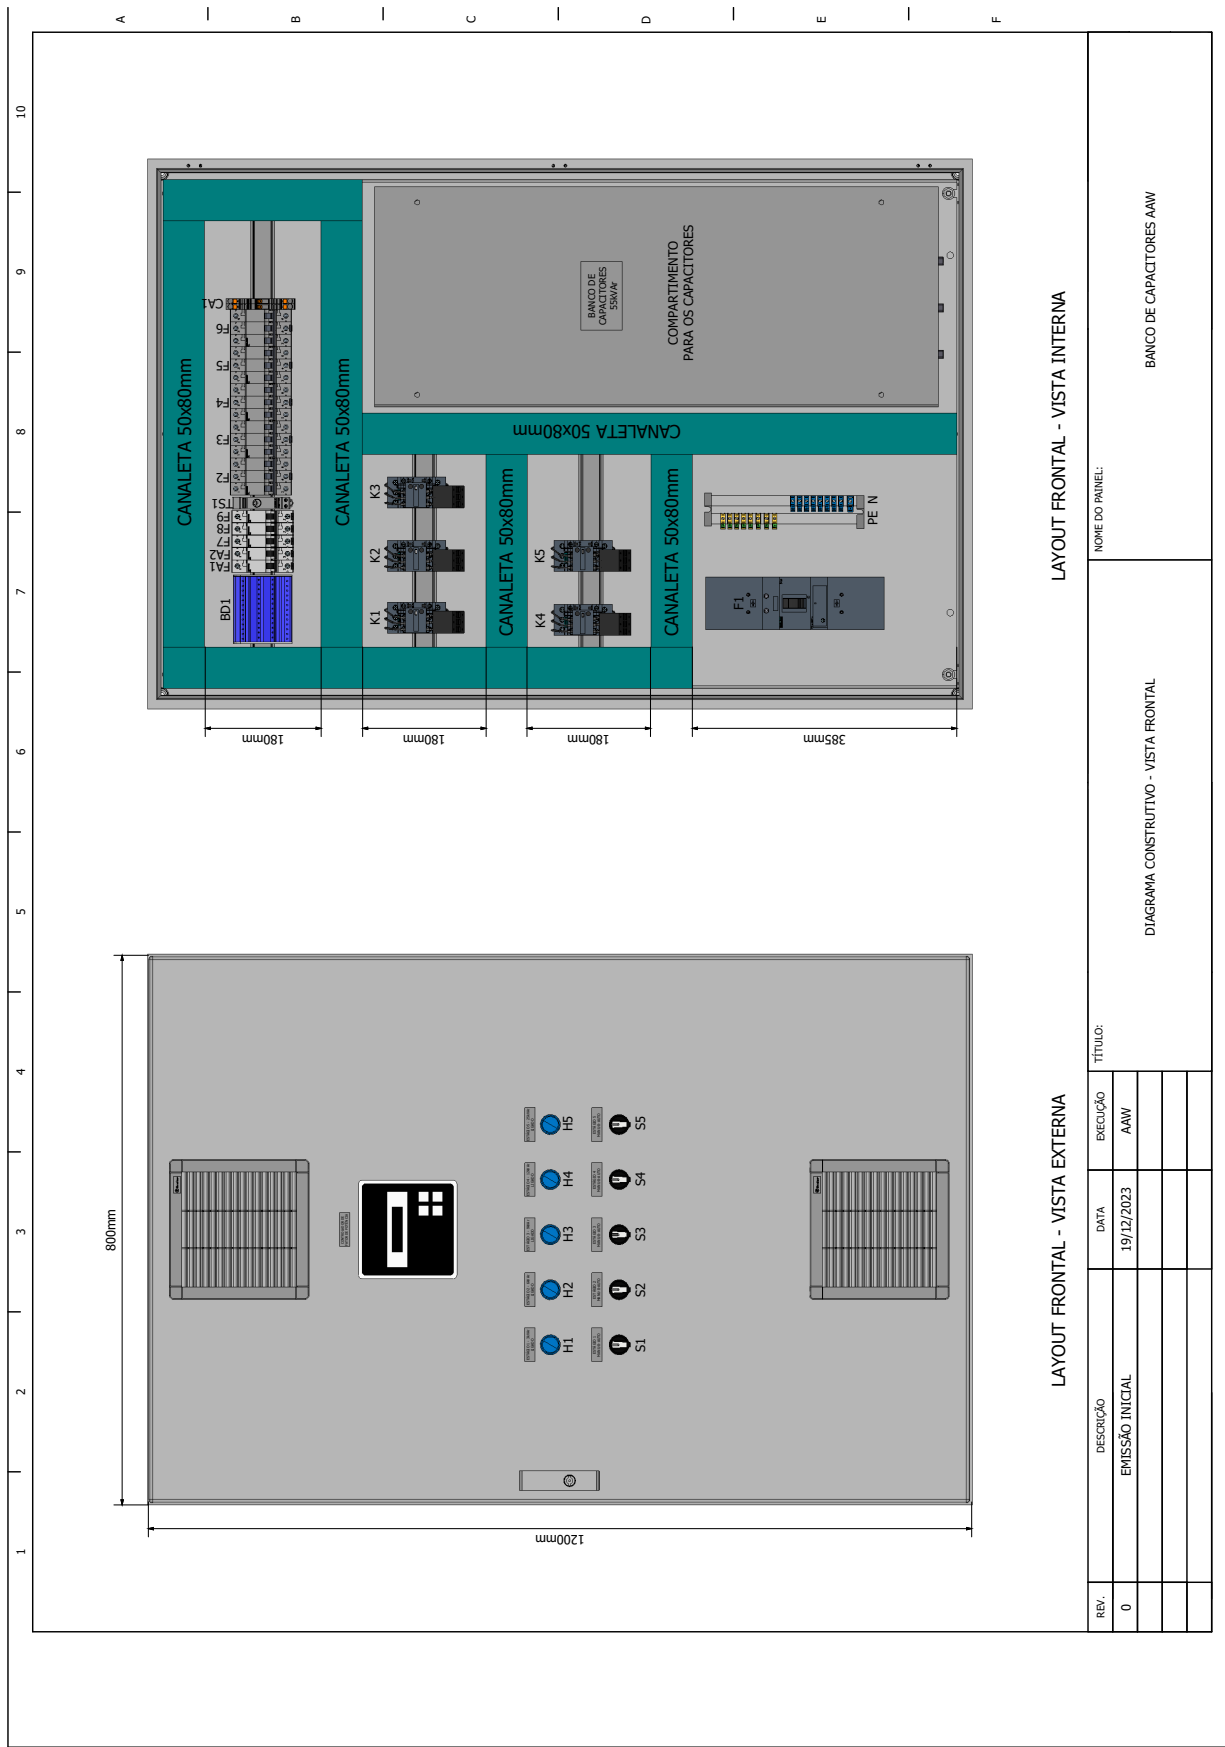 1
2
3
4
5
6
7
8
9
10
A
B
C
D
E
F
800mm
1200mm
H1
H2
H3
H4
H5
S1
S2
S3
S4
S5
LAYOUT FRONTAL - VISTA EXTERNA
CANALETA 50x80mm
BD1
FA1
FA2
F7
F8
F9
TS1
F2
F3
F4
F5
F6
CA1
CANALETA 50x80mm
K1
K2
K3
CANALETA 50x80mm
K4
K5
CANALETA 50x80mm
CANALETA 50x80mm
F1
PE
N
BANCO DE
CAPACITORES
55kVAr
COMPARTIMENTO
PARA OS CAPACITORES
180mm
180mm
180mm
385mm
LAYOUT FRONTAL - VISTA INTERNA
REV.
DESCRIÇÃO
DATA
EXECUÇÃO
0
EMISSÃO INICIAL
19/12/2023
AAW
TÍTULO:
DIAGRAMA CONSTRUTIVO - VISTA FRONTAL
NOME DO PAINEL:
BANCO DE CAPACITORES AAW